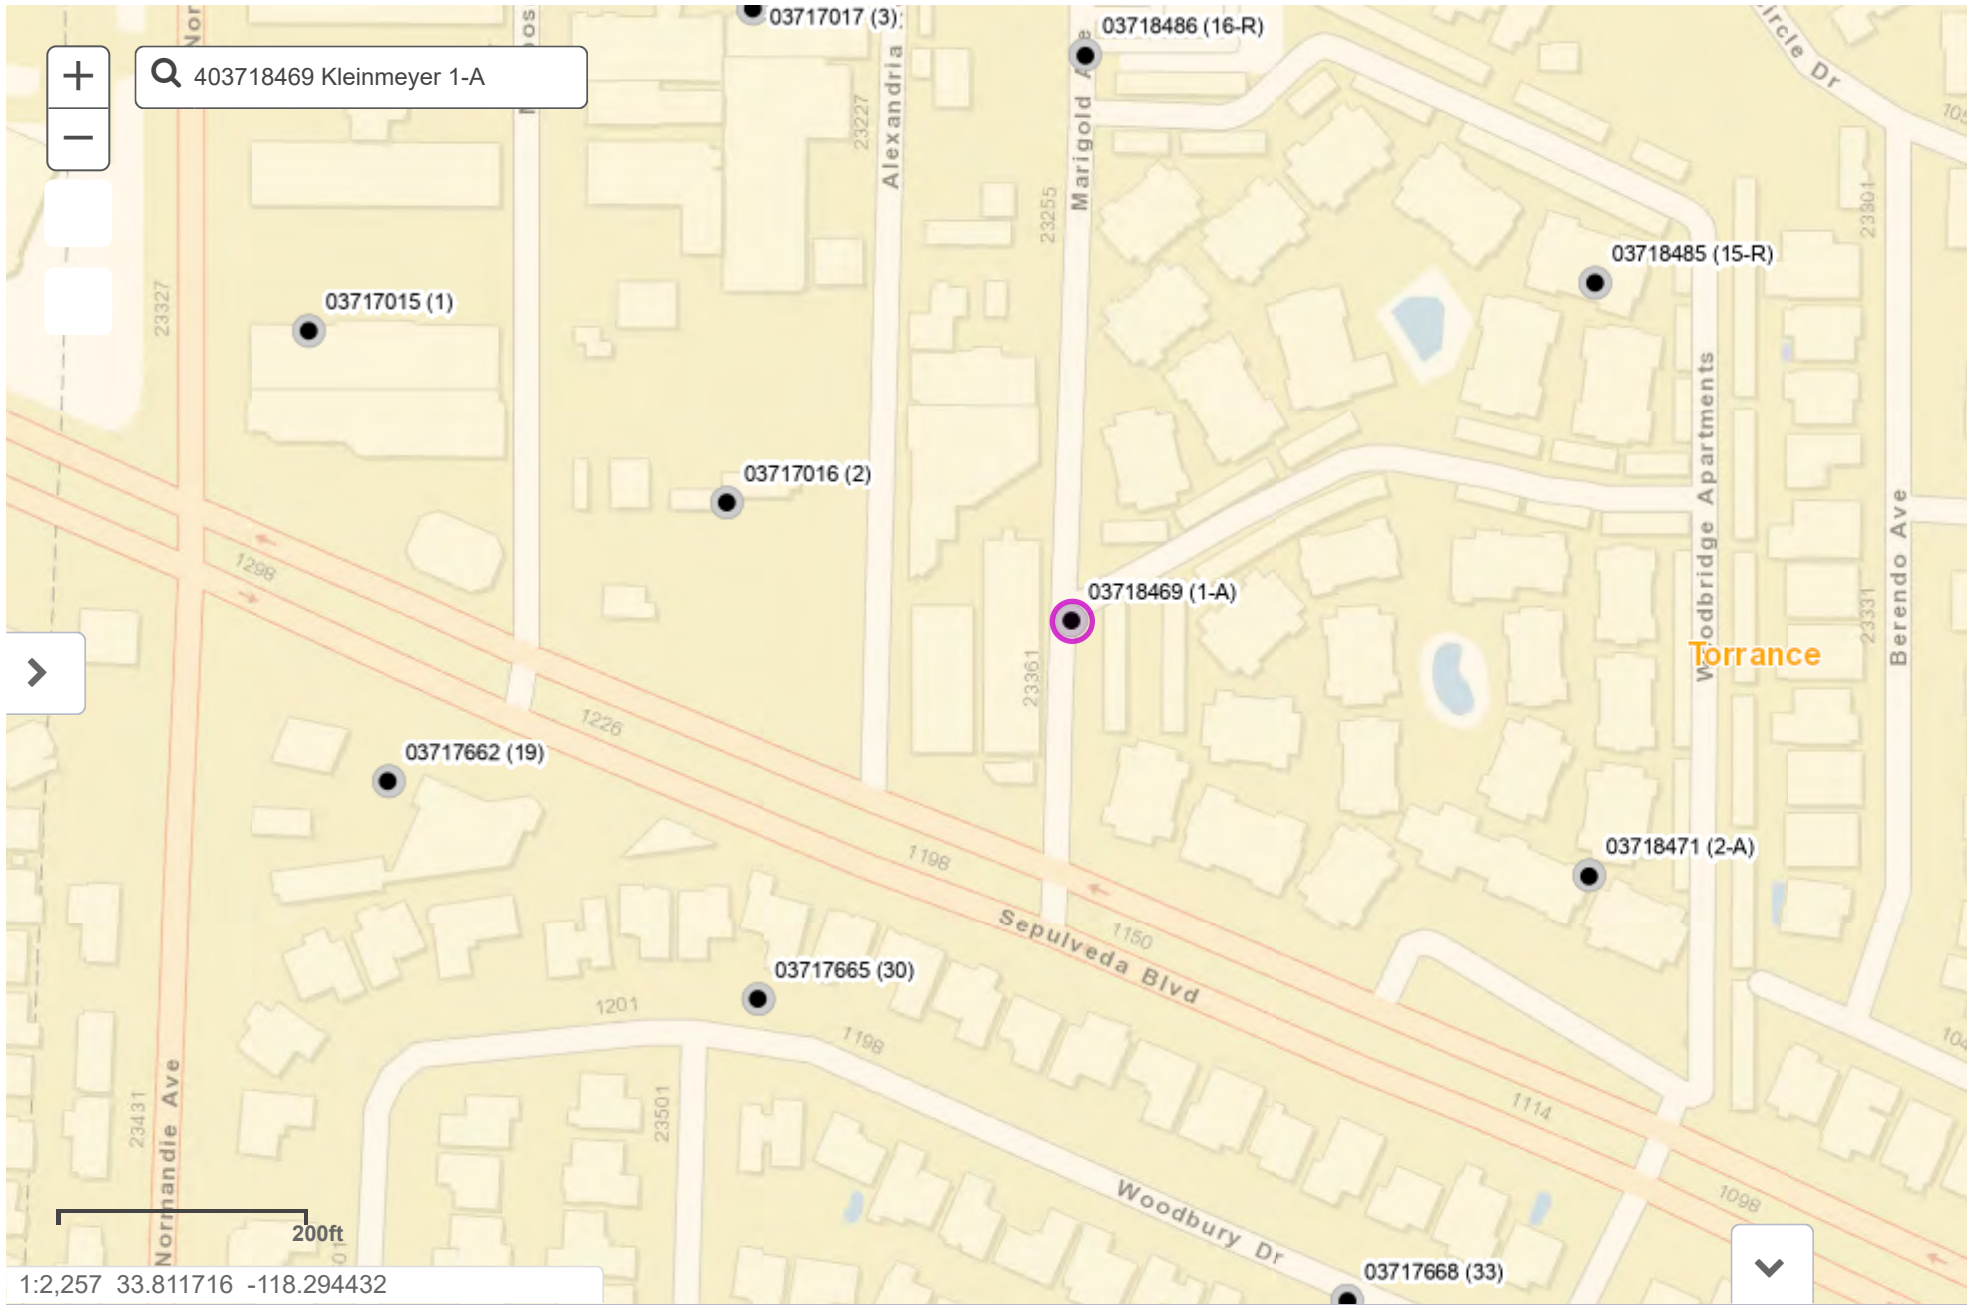 03717017 (3)
03718486 (16-R)
Circle Dr
403718469 Kleinmeyer 1-A
23227
Alexandria
Marigold
23255
23301
03718485 (15-R)
03717015 (1)
23327
03717016 (2)
Woodbridge Apartments
Berendo Ave
1298
03718469 (1-A)
23331
Torrance
23361
1226
03717662 (19)
03718471 (2-A)
1198
Sepulveda Blvd
1150
03717665 (30)
1201
1198
23431
Normandie Ave
23501
1114
Woodbury Dr
1098
200ft
03717668 (33)
1:2,257 33.811716 -118.294432